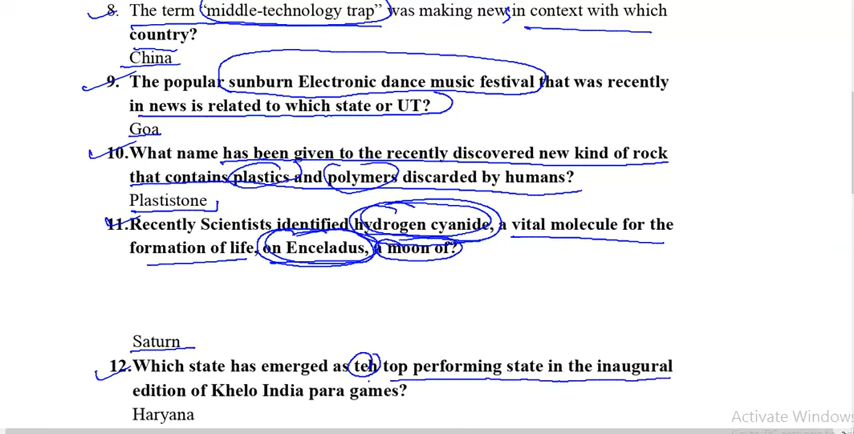 8. The term "middle-technology trap" was making news in context with which
country?
China
9. The popular sunburn Electronic dance music festival that was recently
in news is related to which state or UT?
Goa
10.What name has been given to the recently discovered new kind of rock
that contains plastics and polymers discarded by humans?
Plastistone
11.Recently Scientists identified hydrogen cyanide, a vital molecule for the
formation of life, on Enceladus, a moon of?
Saturn
12.Which state has emerged as teh top performing state in the inaugural
edition of Khelo India para games?
Haryana
Activate Windows